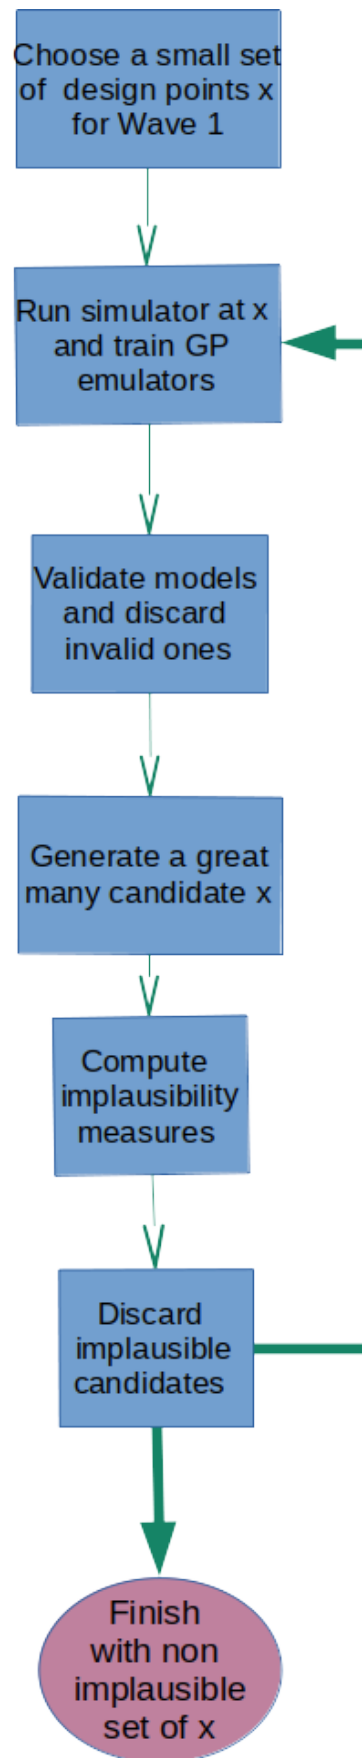 Choose a small set
of design points x
for Wave 1
Run simulator at x
and train GP
emulators
Validate models
and discard
invalid ones
Generate a great
many candidate x
Compute
implausibility
measures
Discard
implausible
candidates
Finish
with non
implausible
set of x